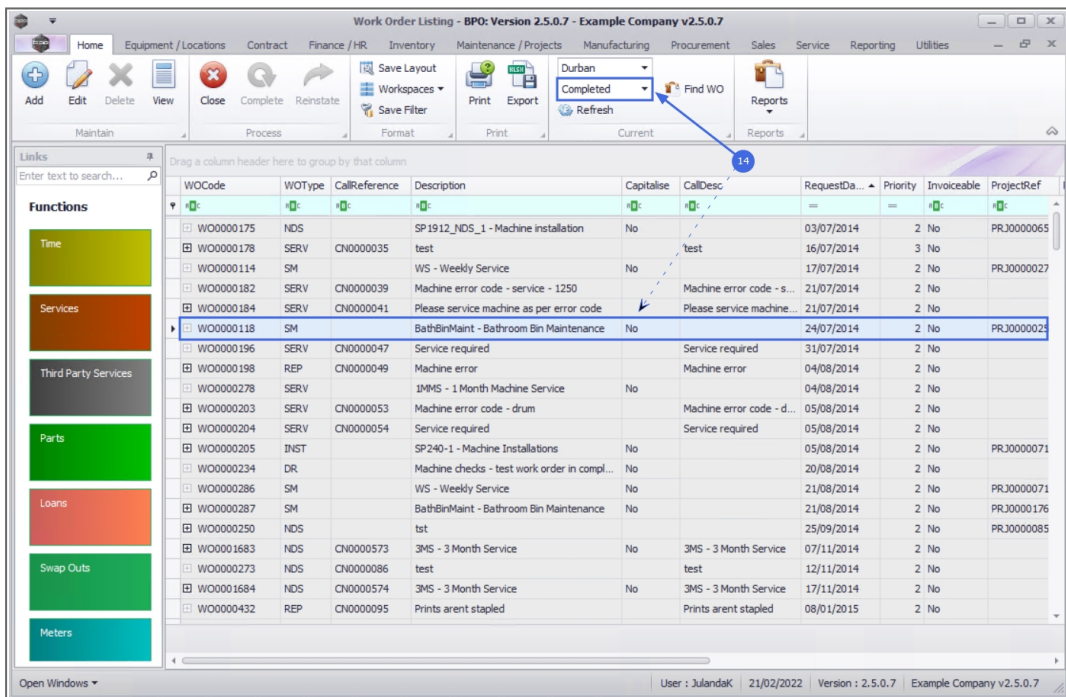 Work Order Listing - BPO: Version 2.5.0.7 - Example Company v2.5.0.7
Home Equipment / Locations Contract Finance / HR Inventory Maintenance / Projects Manufacturing Procurement Sales Service Reporting Utilities
Add Edit Delete View Close Complete Reinstate Save Layout Workspaces Save Filter Print Export Durban Completed Refresh Find WO Reports
Maintain Process Format Print Current Reports
14
Links
Enter text to search...
Functions
Time
Services
Third Party Services
Parts
Loans
Swap Outs
Meters
Drag a column header here to group by that column
WOCode WOType CallReference Description Capitalise CallDesc RequestDa... Priority Invoiceable ProjectRef
WO0000175 NDS SP1912_NDS_1 - Machine installation No 03/07/2014 2 No PRJ0000065
WO0000178 SERV CN0000035 test test 16/07/2014 3 No
WO0000114 SM WS - Weekly Service No 17/07/2014 2 No PRJ0000027
WO0000182 SERV CN0000039 Machine error code - service - 1250 Machine error code - s... 21/07/2014 2 No
WO0000184 SERV CN0000041 Please service machine as per error code Please service machine... 21/07/2014 2 No
WO0000118 SM BathBinMaint - Bathroom Bin Maintenance No 24/07/2014 2 No PRJ0000025
WO0000196 SERV CN0000047 Service required Service required 31/07/2014 2 No
WO0000198 REP CN0000049 Machine error Machine error 04/08/2014 2 No
WO0000278 SERV 1MMS - 1 Month Machine Service No 04/08/2014 2 No
WO0000203 SERV CN0000053 Machine error code - drum Machine error code - d... 05/08/2014 2 No
WO0000204 SERV CN0000054 Service required Service required 05/08/2014 2 No
WO0000205 INST SP240-1 - Machine Installations No 05/08/2014 2 No PRJ0000071
WO0000234 DR Machine checks - test work order in compl... No 20/08/2014 2 No
WO0000286 SM WS - Weekly Service No 21/08/2014 2 No PRJ0000071
WO0000287 SM BathBinMaint - Bathroom Bin Maintenance No 21/08/2014 2 No PRJ0000176
WO0000250 NDS tst 25/09/2014 2 No PRJ0000085
WO0001683 NDS CN0000573 3MS - 3 Month Service No 3MS - 3 Month Service 07/11/2014 2 No
WO0000273 NDS CN0000086 test test 12/11/2014 2 No
WO0001684 NDS CN0000574 3MS - 3 Month Service No 3MS - 3 Month Service 17/11/2014 2 No
WO0000432 REP CN0000095 Prints arent stapled Prints arent stapled 08/01/2015 2 No
Open Windows User : JulandaK 21/02/2022 Version : 2.5.0.7 Example Company v2.5.0.7